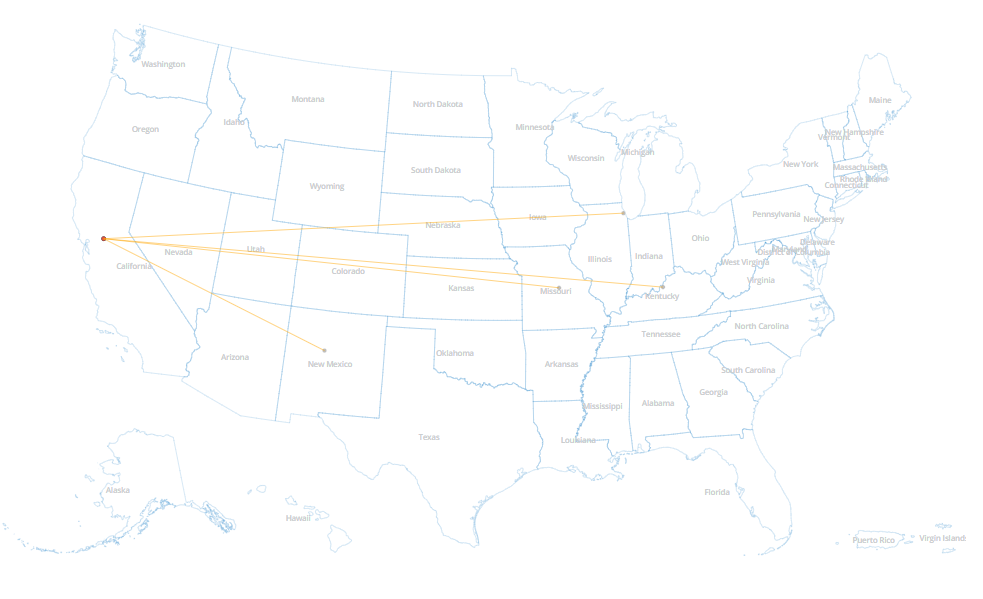 Washington
Oregon
Idaho
Montana
North Dakota
Minnesota
Wisconsin
Michigan
Maine
New Hampshire
Vermont
New York
Massachusetts
Rhode Island
Connecticut
South Dakota
Wyoming
Nebraska
Iowa
Pennsylvania
New Jersey
Ohio
Delaware
Maryland
District of Columbia
Nevada
Utah
California
Colorado
Illinois
Indiana
West Virginia
Virginia
Kansas
Missouri
Kentucky
North Carolina
Tennessee
Arizona
New Mexico
Oklahoma
Arkansas
South Carolina
Georgia
Mississippi
Alabama
Texas
Louisiana
Florida
Alaska
Hawaii
Puerto Rico
Virgin Islands